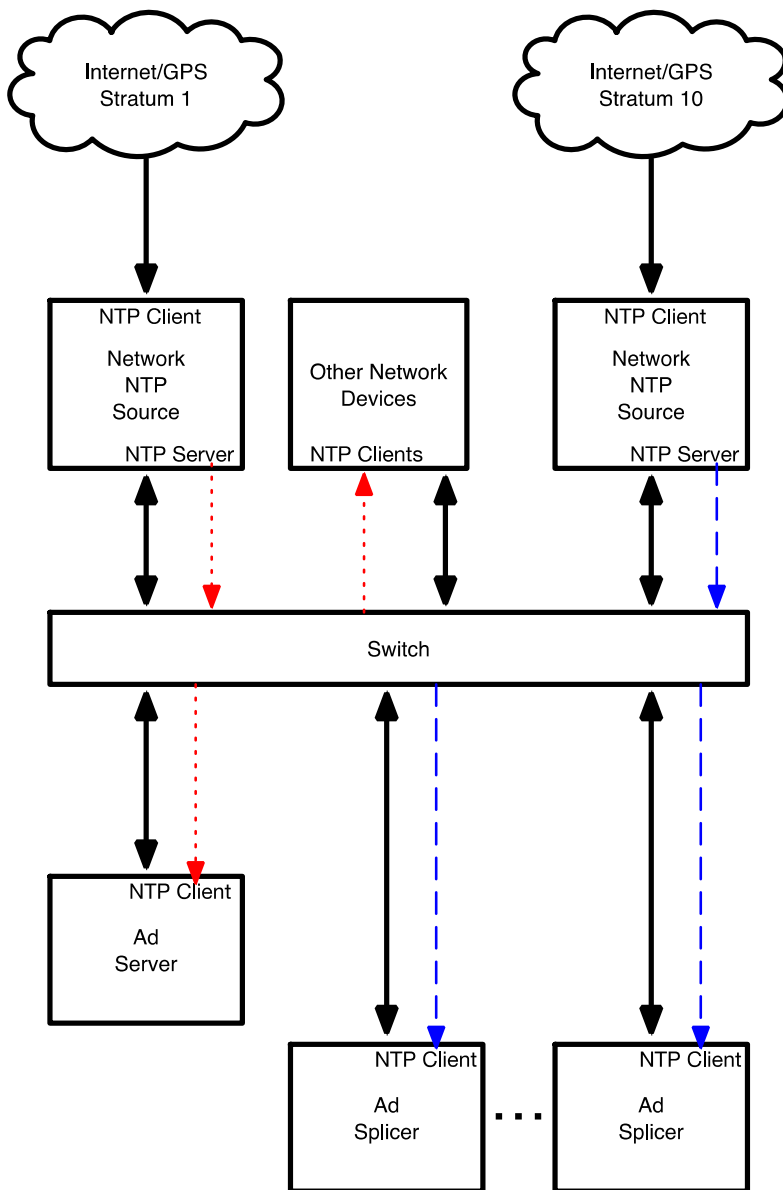 Internet/GPS
Stratum 1
Internet/GPS
Stratum 10
NTP Client
Network
NTP
Source
NTP Server
Other Network
Devices
NTP Clients
NTP Client
Network
NTP
Source
NTP Server
Switch
NTP Client
Ad
Server
NTP Client
Ad
Splicer
NTP Client
Ad
Splicer